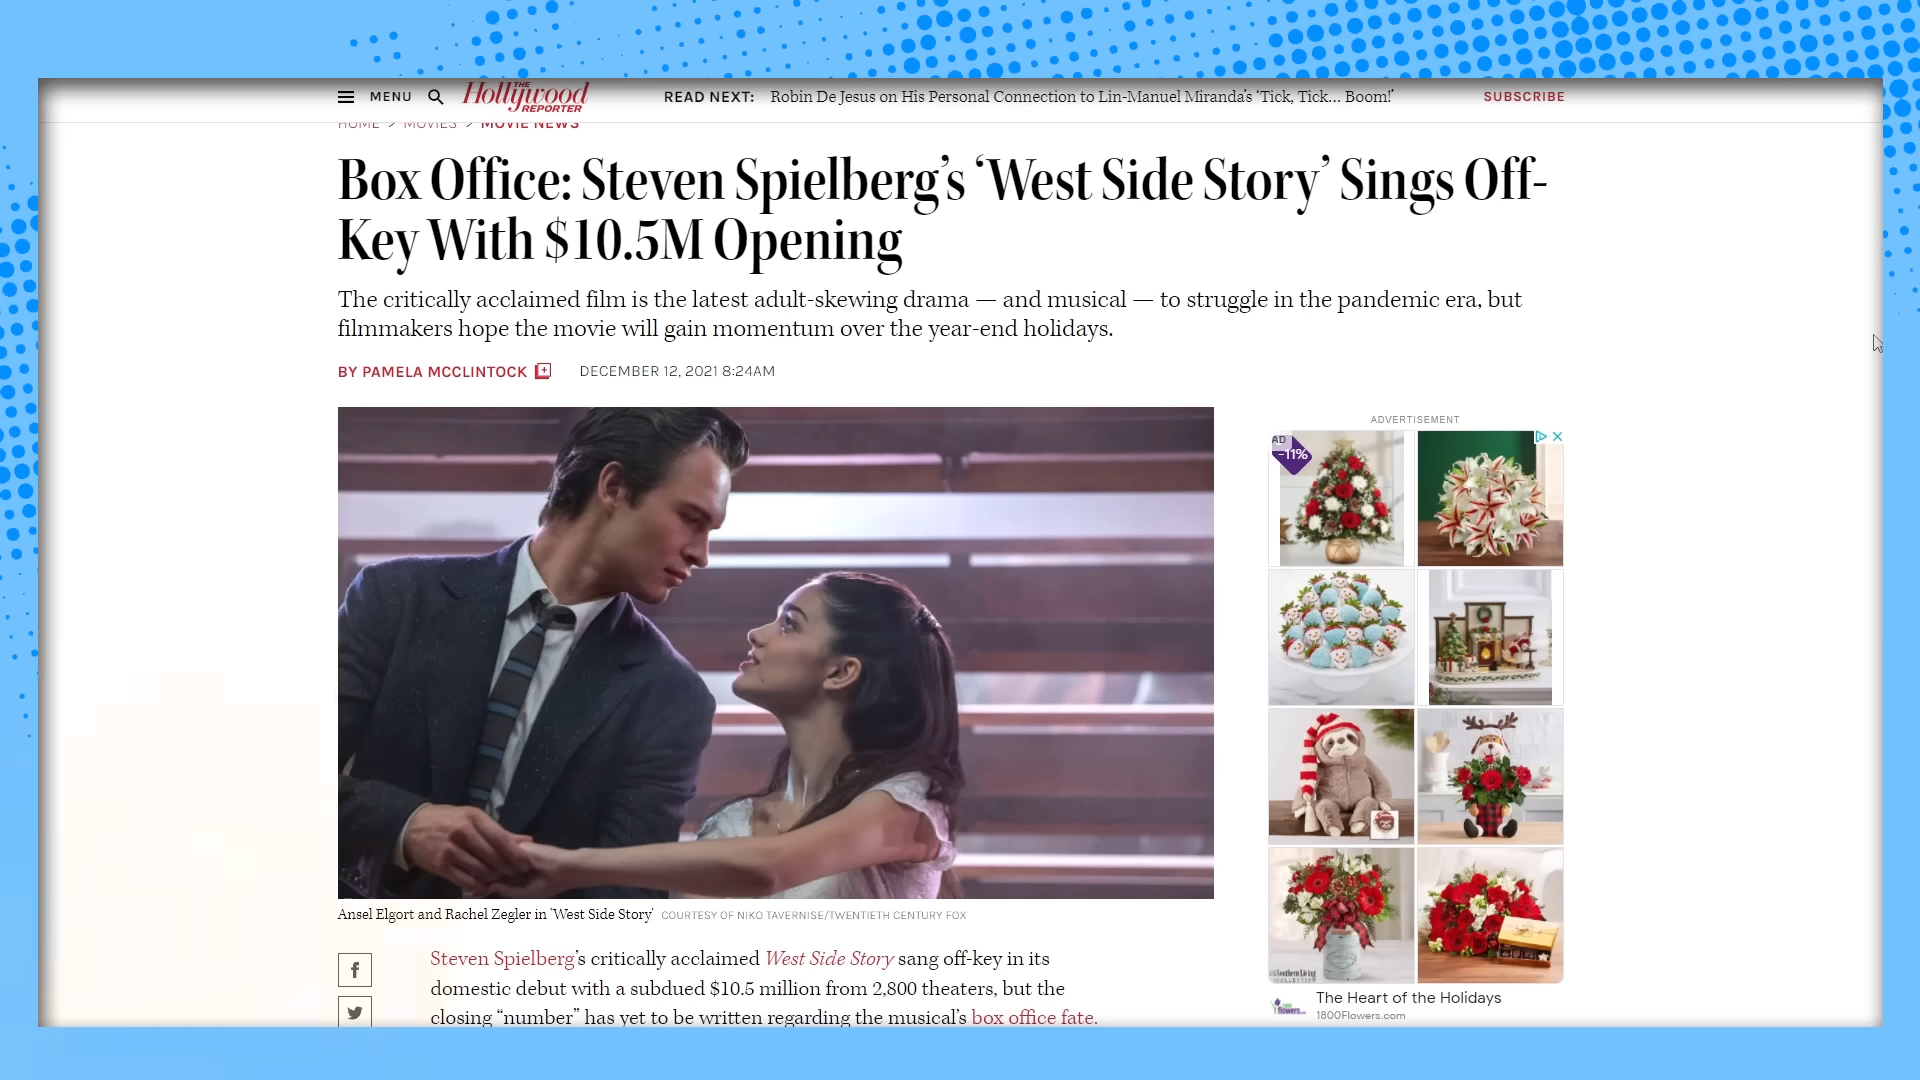 MENU
THE
Hollywood
REPORTER
READ NEXT: Robin De Jesus on His Personal Connection to Lin-Manuel Miranda's ‘Tick, Tick… Boom!’
SUBSCRIBE
HOME > MOVIES > MOVIE NEWS
Box Office: Steven Spielberg’s ‘West Side Story’ Sings Off-
Key With $10.5M Opening
The critically acclaimed film is the latest adult-skewing drama — and musical — to struggle in the pandemic era, but
filmmakers hope the movie will gain momentum over the year-end holidays.
BY PAMELA MCCLINTOCK DECEMBER 12, 2021 8:24AM
ADVERTISEMENT
AD
-11%
Southern Living
COLLECTION
Ansel Elgort and Rachel Zegler in 'West Side Story' COURTESY OF NIKO TAVERNISE/TWENTIETH CENTURY FOX
Steven Spielberg’s critically acclaimed West Side Story sang off-key in its
domestic debut with a subdued $10.5 million from 2,800 theaters, but the
closing “number” has yet to be written regarding the musical’s box office fate.
The Heart of the Holidays
flowers.com
1800Flowers.com